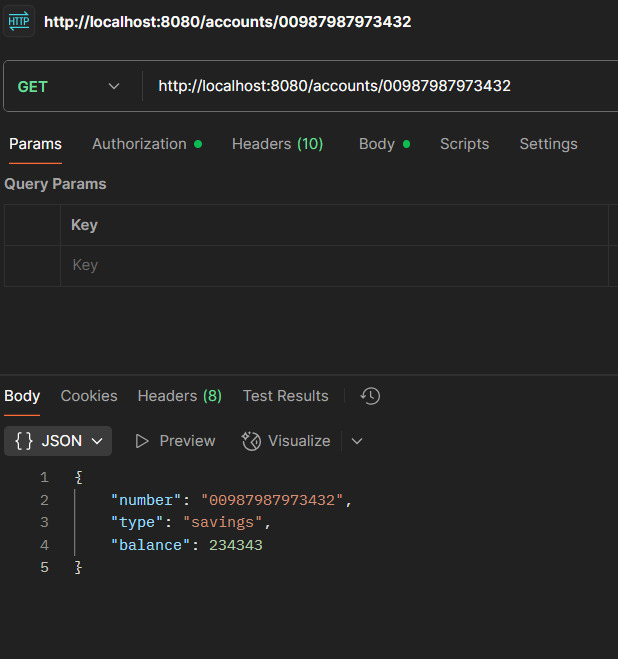 HTTP http://localhost:8080/accounts/00987987973432
GET http://localhost:8080/accounts/00987987973432
Params Authorization Headers (10) Body Scripts Settings
Query Params
Key
Key
Body Cookies Headers (8) Test Results
{} JSON Preview Visualize
1 {
2 "number": "00987987973432",
3 "type": "savings",
4 "balance": 234343
5 }